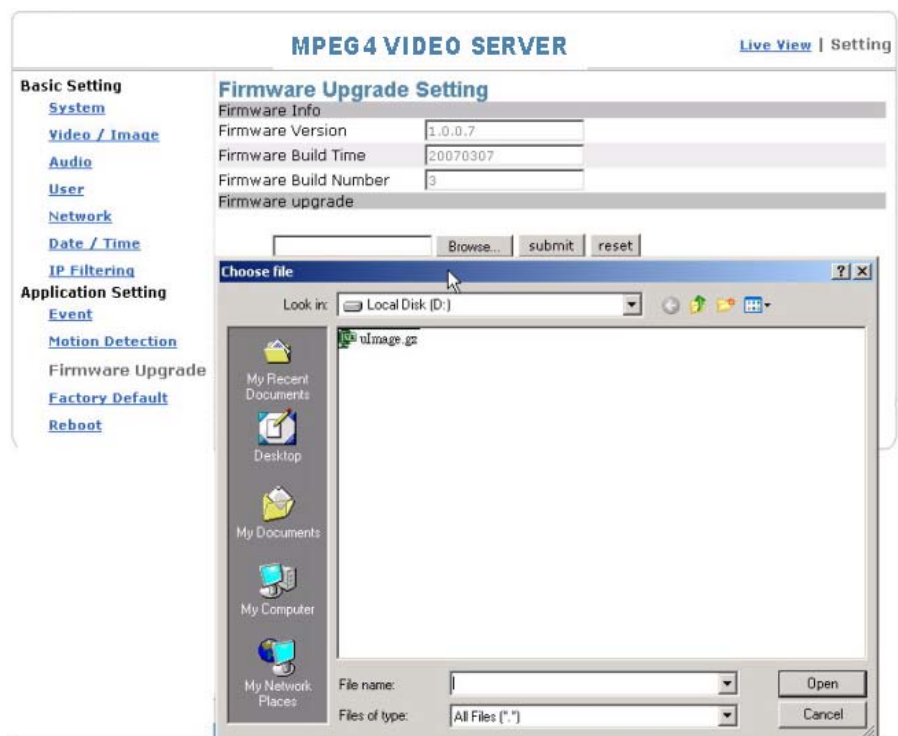 MPEG4 VIDEO SERVER
Live View | Setting
Basic Setting
System
Video / Image
Audio
User
Network
Date / Time
IP Filtering
Application Setting
Event
Motion Detection
Firmware Upgrade
Factory Default
Reboot
Firmware Upgrade Setting
Firmware Info
Firmware Version 1.0.0.7
Firmware Build Time 20070307
Firmware Build Number 3
Firmware upgrade
Browse... submit reset
Choose file
Look in: Local Disk (D:)
uImage.gz
My Recent
Documents
Desktop
My Documents
My Computer
My Network
Places
File name:
Open
Files of type: All Files (*.*)
Cancel